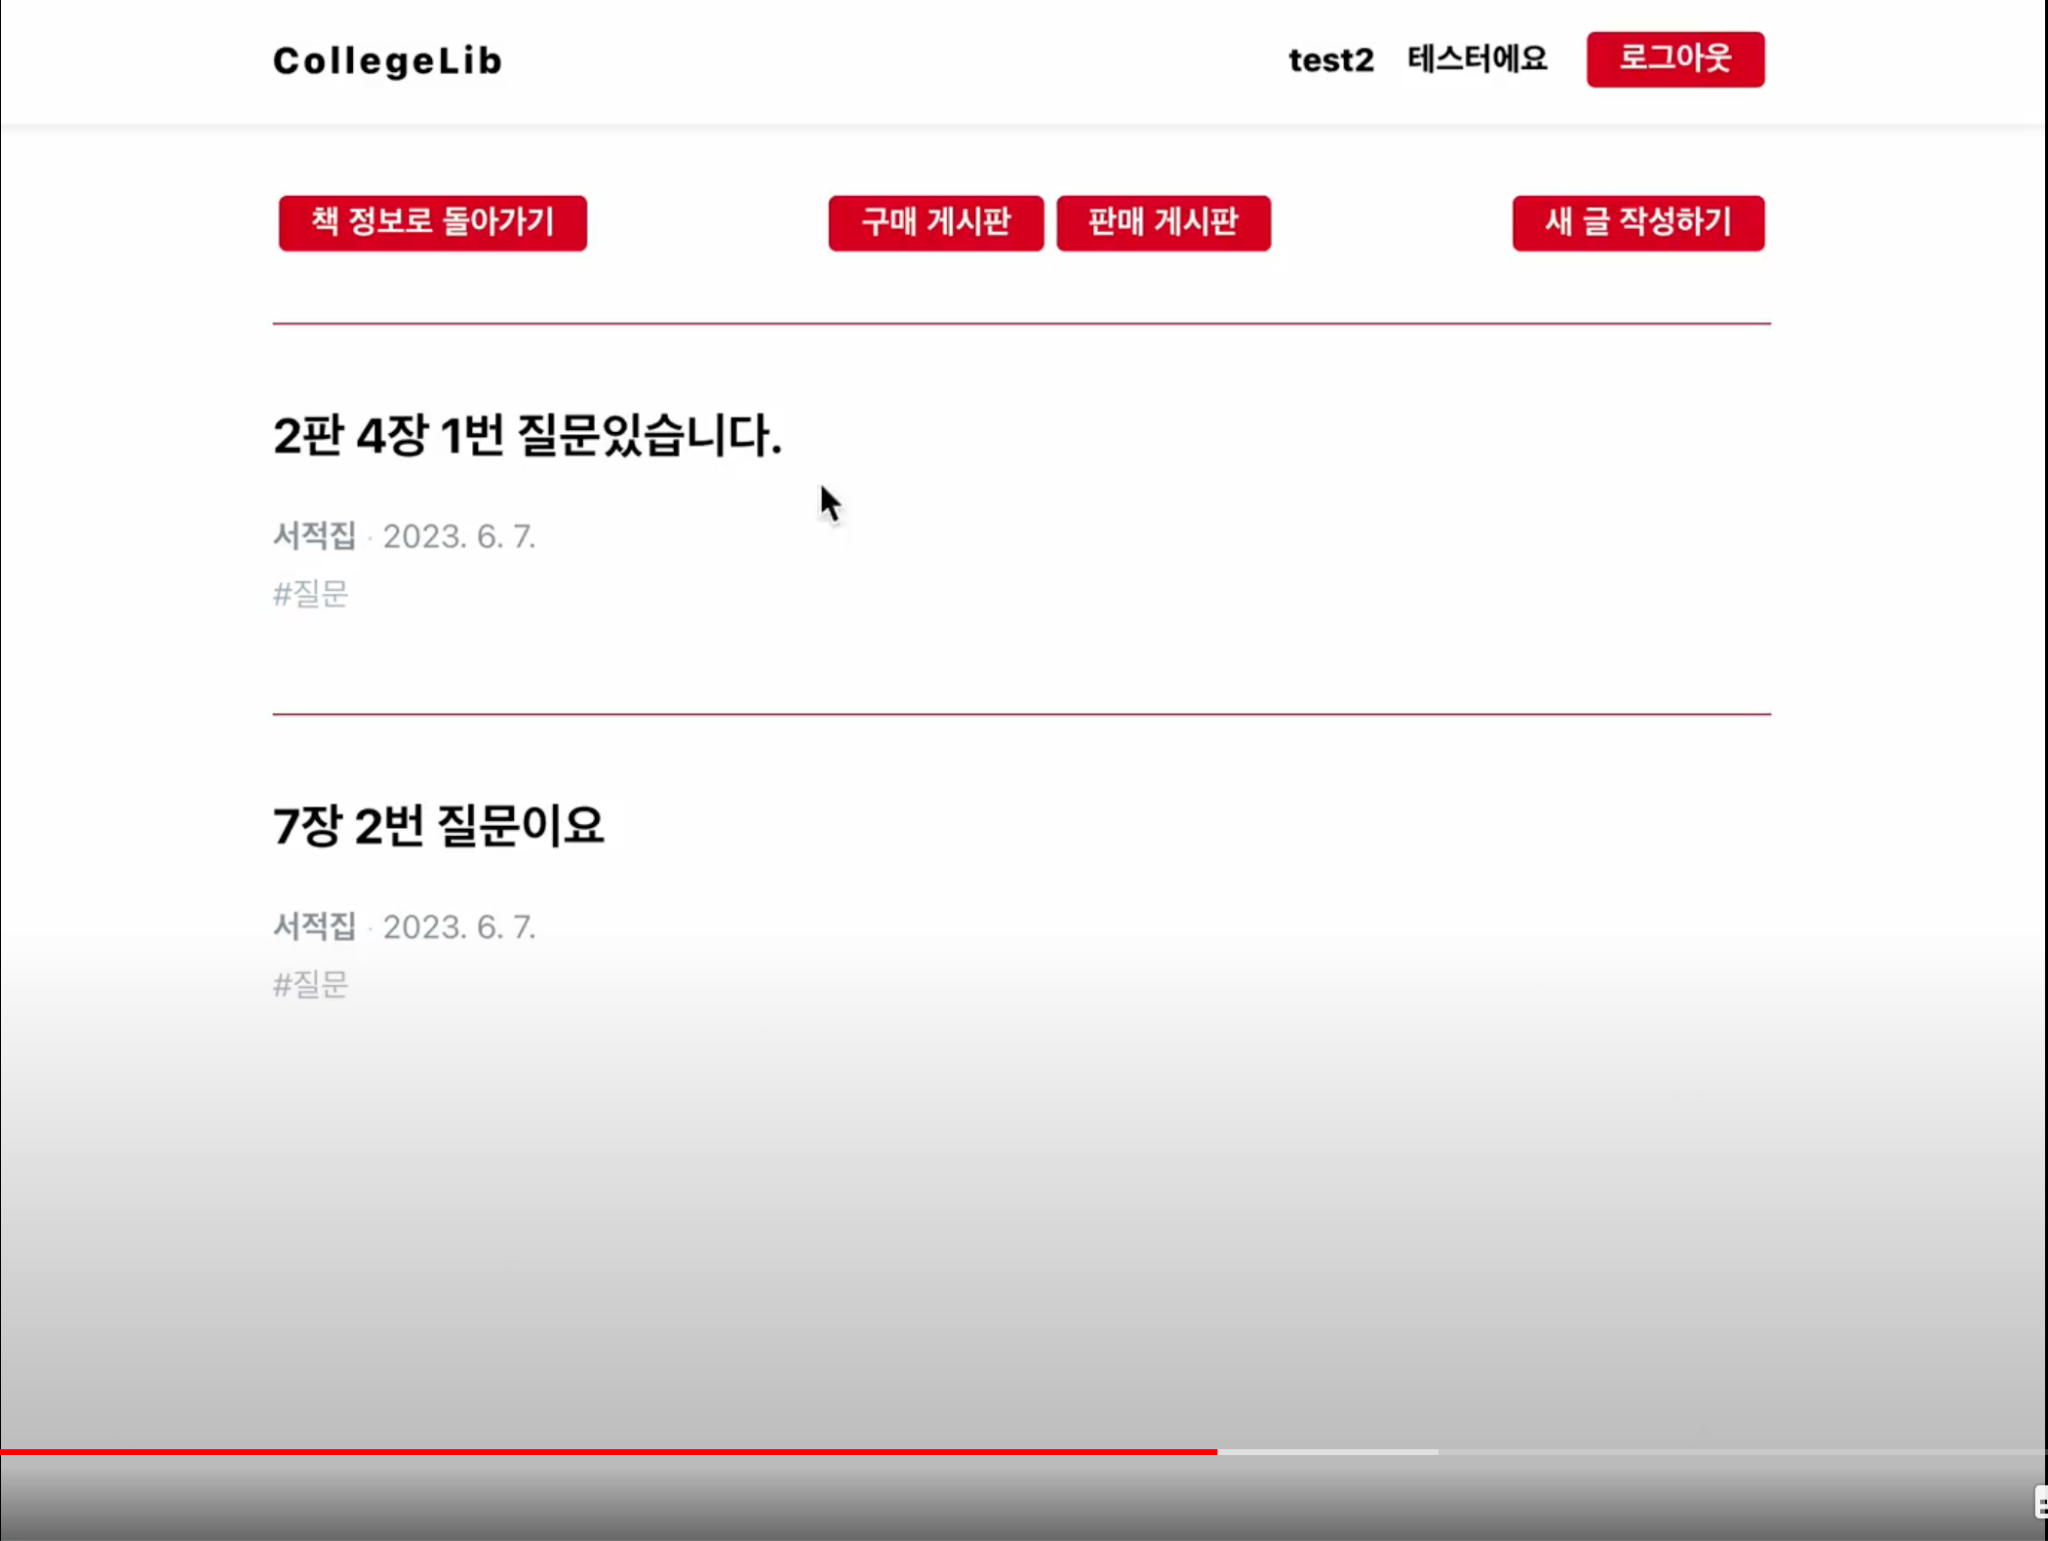 CollegeLib
test2 테스터에요 로그아웃
책 정보로 돌아가기 구매 게시판 판매 게시판 새 글 작성하기
2판 4장 1번 질문있습니다.
서적집 · 2023. 6. 7.
#질문
7장 2번 질문이요
서적집 · 2023. 6. 7.
#질문